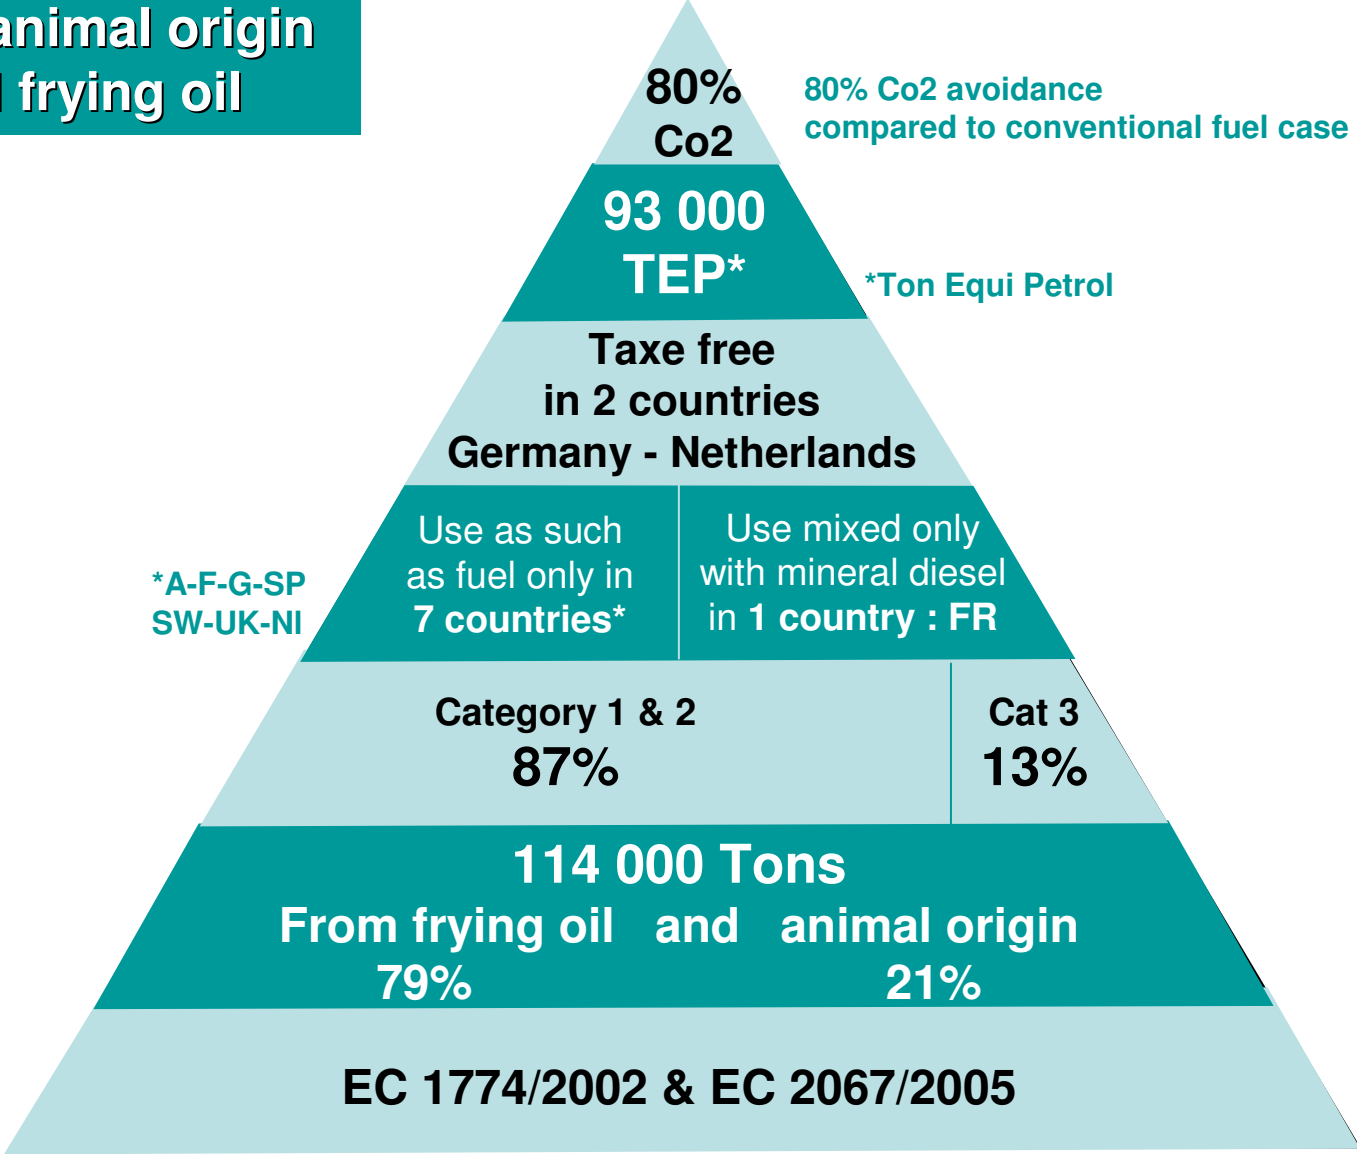 animal origin
frying oil
80%
Co2
80% Co2 avoidance
compared to conventional fuel case
93 000
TEP*
*Ton Equi Petrol
Taxe free
in 2 countries
Germany - Netherlands
Use as such
as fuel only in
7 countries*
Use mixed only
with mineral diesel
in 1 country : FR
*A-F-G-SP
SW-UK-NI
Category 1 & 2
87%
Cat 3
13%
114 000 Tons
From frying oil and animal origin
79% 21%
EC 1774/2002 & EC 2067/2005